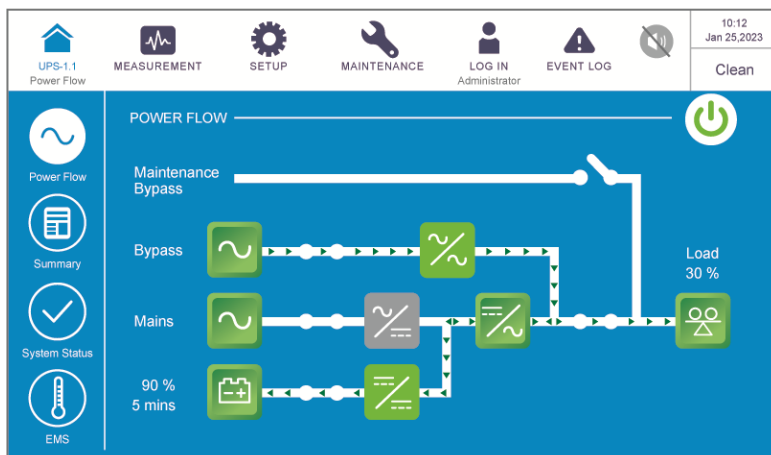 UPS-1.1
Power Flow
MEASUREMENT
SETUP
MAINTENANCE
LOG IN
Administrator
EVENT LOG
10:12
Jan 25,2023
Clean
Power Flow
Summary
System Status
EMS
POWER FLOW
Maintenance
Bypass
Bypass
Mains
90 %
5 mins
Load
30 %